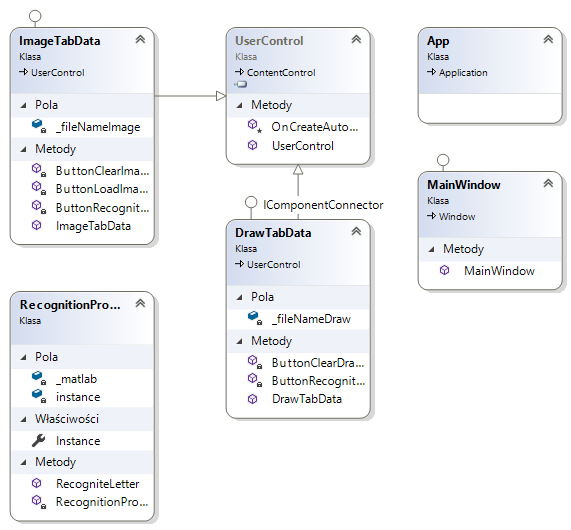 ImageTabData
Klasa
UserControl
Pola
_fileNameImage
Metody
ButtonClearIma...
ButtonLoadIma...
ButtonRecognit...
ImageTabData
UserControl
Klasa
ContentControl
Metody
OnCreateAuto...
UserControl
App
Klasa
Application
MainWindow
Klasa
Window
Metody
MainWindow
IComponentConnector
DrawTabData
Klasa
UserControl
Pola
_fileNameDraw
Metody
ButtonClearDra...
ButtonRecognit...
DrawTabData
RecognitionPro...
Klasa
Pola
_matlab
instance
Właściwości
Instance
Metody
RecogniteLetter
RecognitionPro...